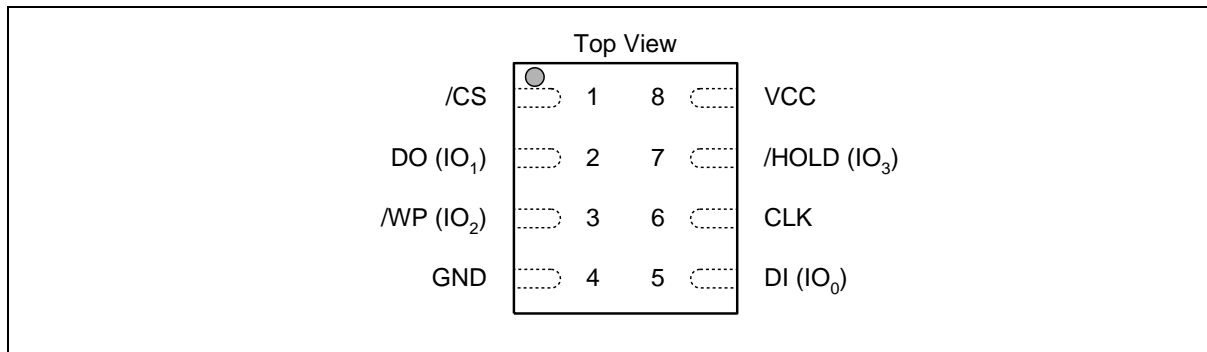 Top View
/CS 1 8 VCC
DO (IO₁) 2 7 /HOLD (IO₃)
/WP (IO₂) 3 6 CLK
GND 4 5 DI (IO₀)